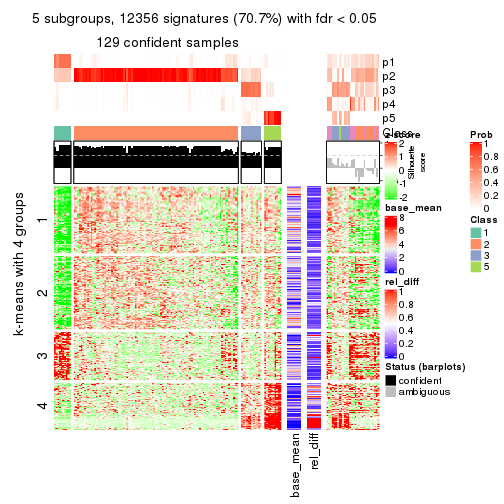 5 subgroups, 12356 signatures (70.7%) with fdr < 0.05
129 confident samples
p1
p2
p3
p4
p5
Class
Silhouette score
k-means with 4 groups
1
2
3
4
base_mean
rel_diff
z-score
2
1
0
-1
-2
base_mean
8
6
4
2
0
rel_diff
1
0.8
0.6
0.4
0.2
0
Status (barplots)
confident
ambiguous
Prob
1
0.8
0.6
0.4
0.2
0
Class
1
2
3
5